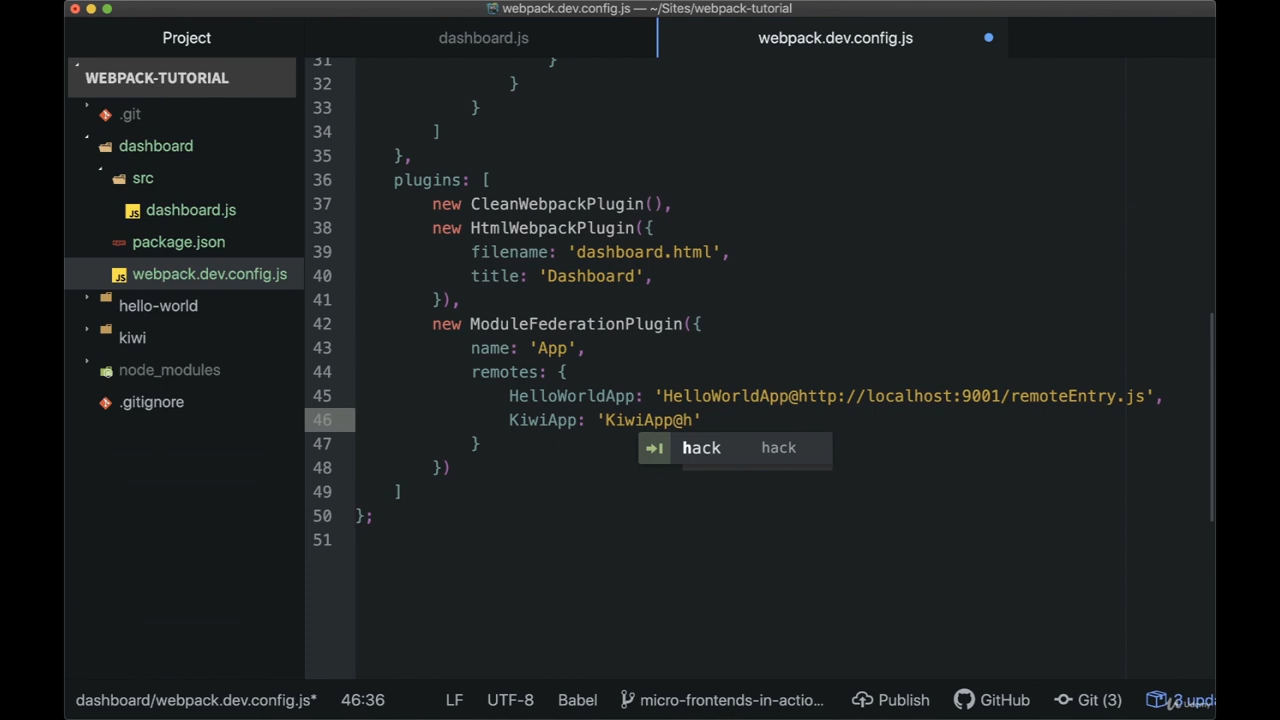 webpack.dev.config.js — ~/Sites/webpack-tutorial
Project
dashboard.js
webpack.dev.config.js
WEBPACK-TUTORIAL
.git
dashboard
src
dashboard.js
package.json
webpack.dev.config.js
hello-world
kiwi
node_modules
.gitignore
31 }
32 }
33 }
34 ]
35 },
36 plugins: [
37 new CleanWebpackPlugin(),
38 new HtmlWebpackPlugin({
39 filename: 'dashboard.html',
40 title: 'Dashboard',
41 }),
42 new ModuleFederationPlugin({
43 name: 'App',
44 remotes: {
45 HelloWorldApp: 'HelloWorldApp@http://localhost:9001/remoteEntry.js',
46 KiwiApp: 'KiwiApp@h'
47 }
48 })
49 ]
50 };
51
hack hack
dashboard/webpack.dev.config.js* 46:36 LF UTF-8 Babel micro-frontends-in-actio... Publish GitHub Git (3)